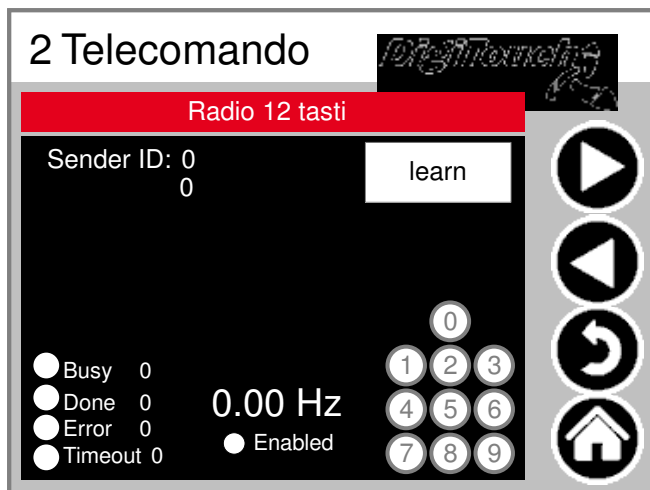 2 Telecomando
DigiTouch
Radio 12 tasti
Sender ID: 0
0
learn
0
Busy 0
1 2 3
Done 0
0.00 Hz
4 5 6
Error 0
Enabled
Timeout 0
7 8 9